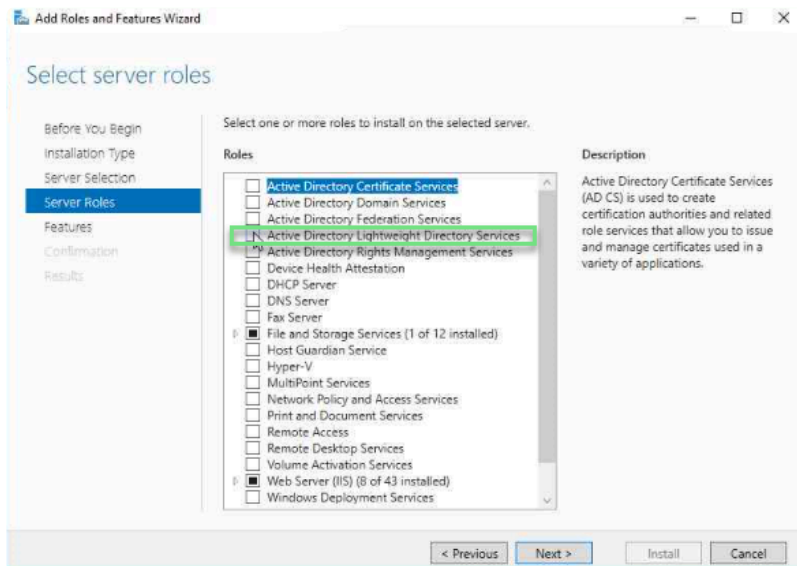 Add Roles and Features Wizard
Select server roles
Before You Begin
Installation Type
Server Selection
Server Roles
Features
Confirmation
Results
Select one or more roles to install on the selected server.
Roles
Active Directory Certificate Services
Active Directory Domain Services
Active Directory Federation Services
Active Directory Lightweight Directory Services
Active Directory Rights Management Services
Device Health Attestation
DHCP Server
DNS Server
Fax Server
File and Storage Services (1 of 12 installed)
Host Guardian Service
Hyper-V
MultiPoint Services
Network Policy and Access Services
Print and Document Services
Remote Access
Remote Desktop Services
Volume Activation Services
Web Server (IIS) (8 of 43 installed)
Windows Deployment Services
Description
Active Directory Certificate Services
(AD CS) is used to create
certification authorities and related
role services that allow you to issue
and manage certificates used in a
variety of applications.
< Previous
Next >
Install
Cancel